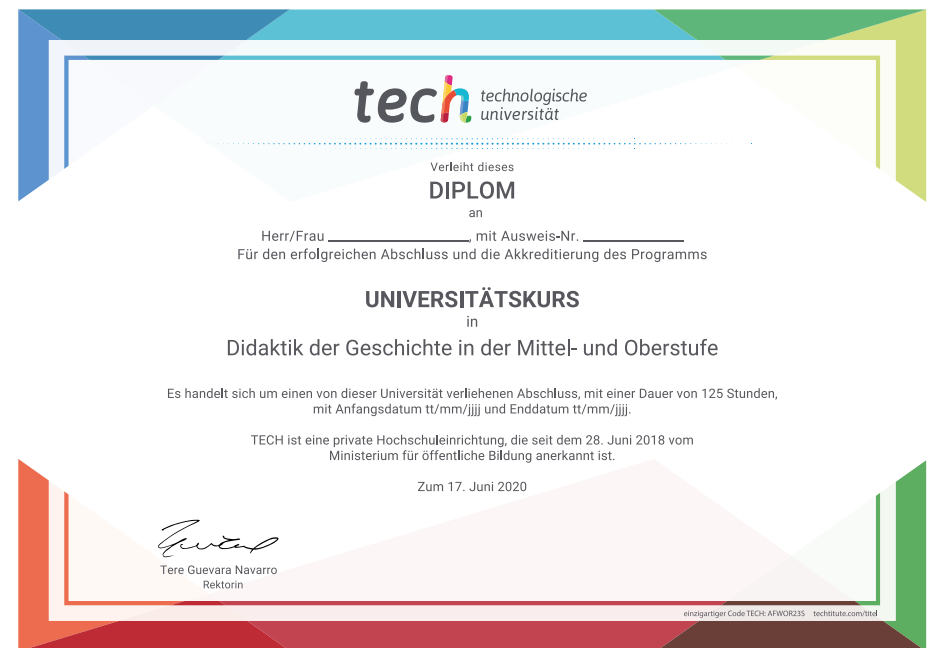 tech technologische
universität
Verleiht dieses
DIPLOM
an
Herr/Frau ____________, mit Ausweis-Nr. ____________
Für den erfolgreichen Abschluss und die Akkreditierung des Programms
UNIVERSITÄTSKURS
in
Didaktik der Geschichte in der Mittel- und Oberstufe
Es handelt sich um einen von dieser Universität verliehenen Abschluss, mit einer Dauer von 125 Stunden,
mit Anfangsdatum tt/mm/jjjj und Enddatum tt/mm/jjjj.
TECH ist eine private Hochschuleinrichtung, die seit dem 28. Juni 2018 vom
Ministerium für öffentliche Bildung anerkannt ist.
Zum 17. Juni 2020
Tere Guevara Navarro
Rektorin
einzigartiger Code TECH: AFWOR23S techtitute.com/titel